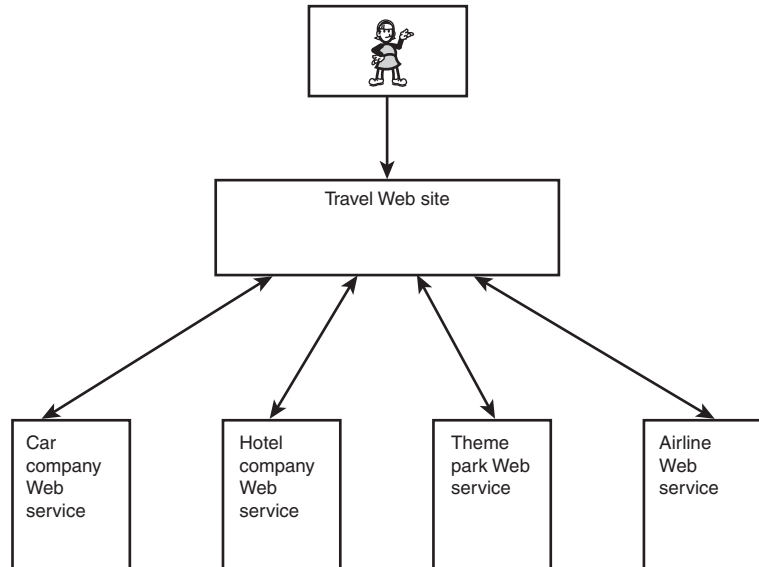 Travel Web site
Car
company
Web
service
Hotel
company
Web
service
Theme
park Web
service
Airline
Web
service